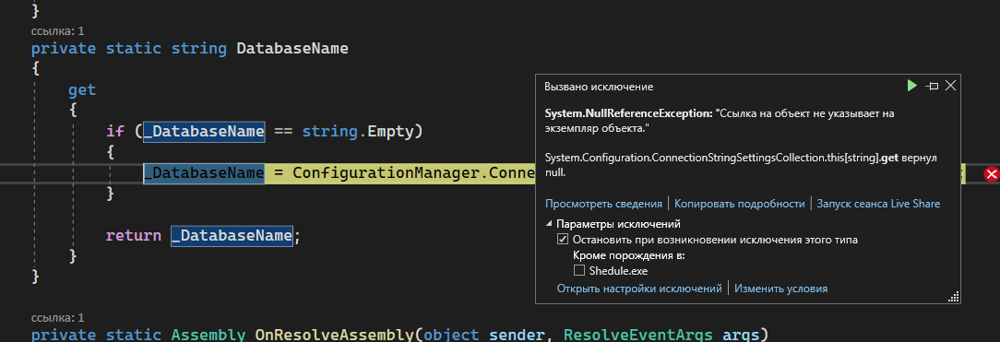 }
ссылка: 1
private static string DatabaseName
{
get
{
if (_DatabaseName == string.Empty)
{
_DatabaseName = ConfigurationManager.Conne
}
return _DatabaseName;
}
}
ссылка: 1
private static Assembly OnResolveAssembly(object sender, ResolveEventArgs args)
Вызвано исключение
System.NullReferenceException: "Ссылка на объект не указывает на
экземпляр объекта."
System.Configuration.ConnectionStringSettingsCollection.this[string].get вернул
null.
Просмотреть сведения | Копировать подробности | Запуск сеанса Live Share
Параметры исключений
Остановить при возникновении исключения этого типа
Кроме порождения в:
Shedule.exe
Открыть настройки исключений | Изменить условия